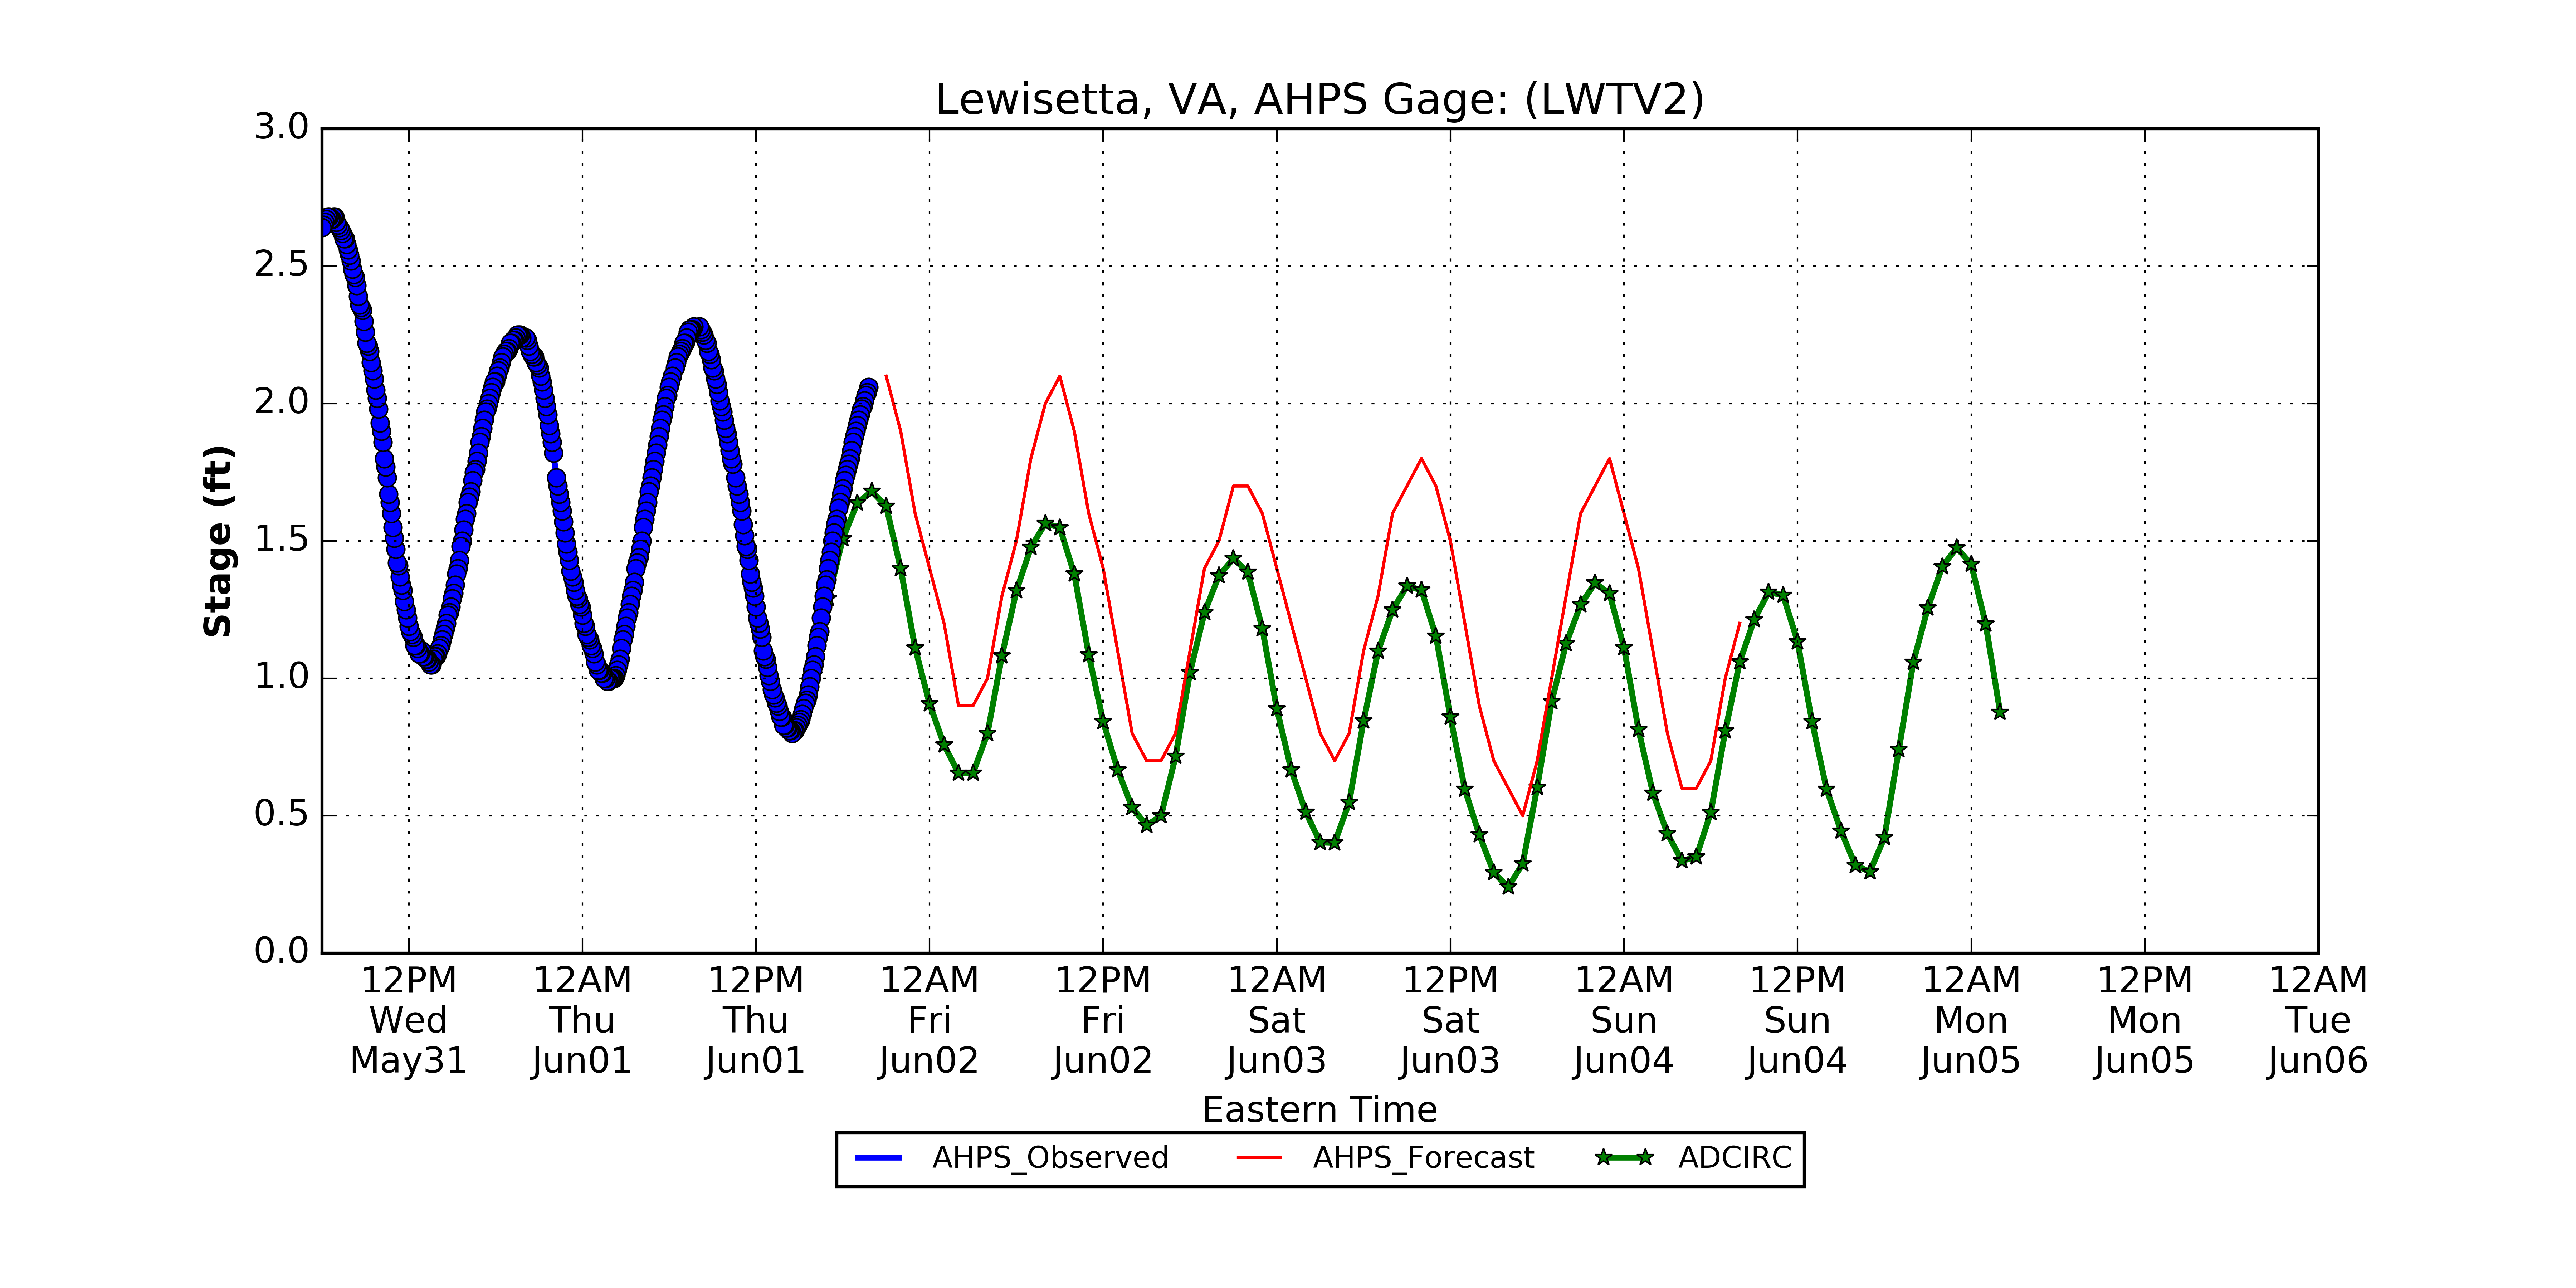 Lewisetta, VA, AHPS Gage: (LWTV2)
3.0
2.5
2.0
1.5
1.0
0.5
0.0
Stage (ft)
12PM 12AM 12PM 12AM 12PM 12AM 12PM 12AM 12PM 12AM 12PM 12AM
Wed Thu Thu Fri Fri Sat Sat Sun Sun Mon Mon Tue
May31 Jun01 Jun01 Jun02 Jun02 Jun03 Jun03 Jun04 Jun04 Jun05 Jun05 Jun06
Eastern Time
AHPS_Observed AHPS_Forecast ADCIRC